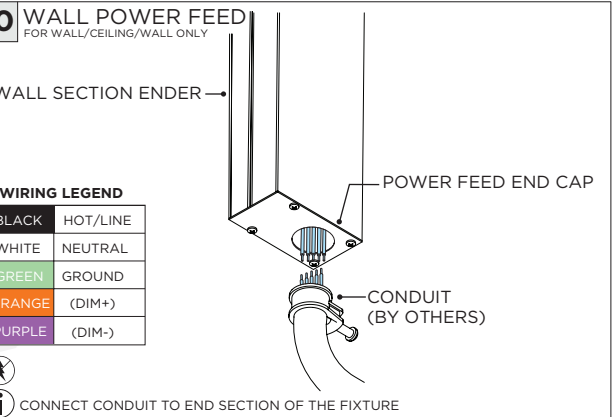 WALL POWER FEED
FOR WALL/CEILING/WALL ONLY
WALL SECTION ENDER
POWER FEED END CAP
CONDUIT
(BY OTHERS)
WIRING LEGEND
BLACK HOT/LINE
WHITE NEUTRAL
GREEN GROUND
ORANGE (DIM+)
PURPLE (DIM-)
i CONNECT CONDUIT TO END SECTION OF THE FIXTURE